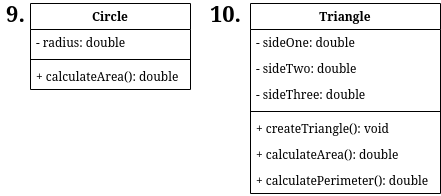 9.
Circle
- radius: double
+ calculateArea(): double
10.
Triangle
- sideOne: double
- sideTwo: double
- sideThree: double
+ createTriangle(): void
+ calculateArea(): double
+ calculatePerimeter(): double